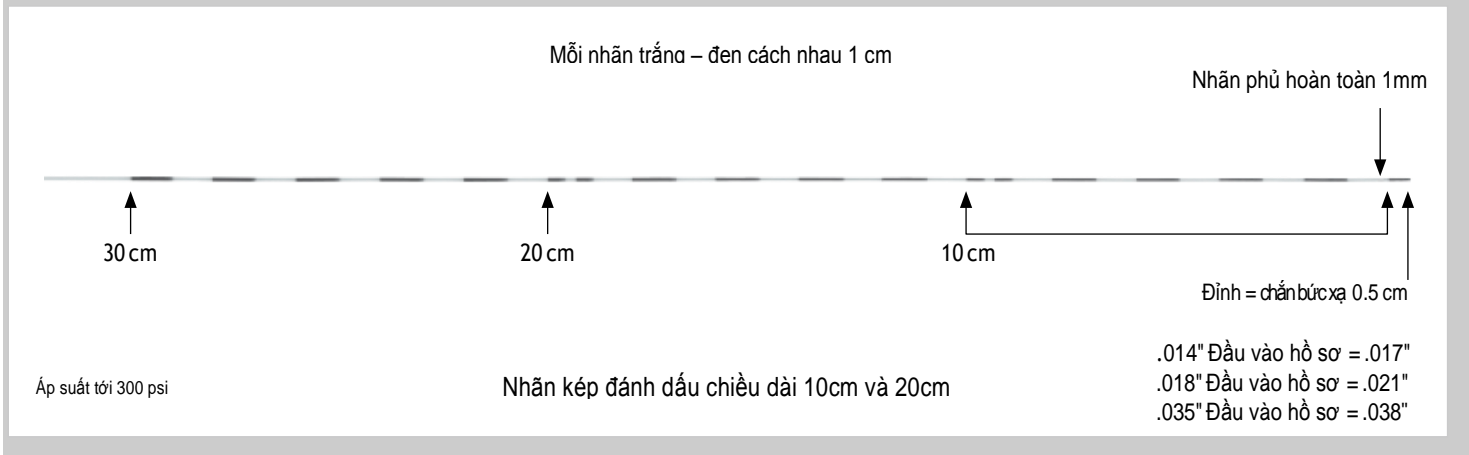 Mỗi nhãn trắng – đen cách nhau 1 cm
Nhãn phủ hoàn toàn 1mm
30 cm
20 cm
10 cm
Đỉnh = chắn bức xạ 0.5 cm
.014" Đầu vào hồ sơ = .017"
Áp suất tới 300 psi
Nhãn kép đánh dấu chiều dài 10cm và 20cm
.018" Đầu vào hồ sơ = .021"
.035" Đầu vào hồ sơ = .038"